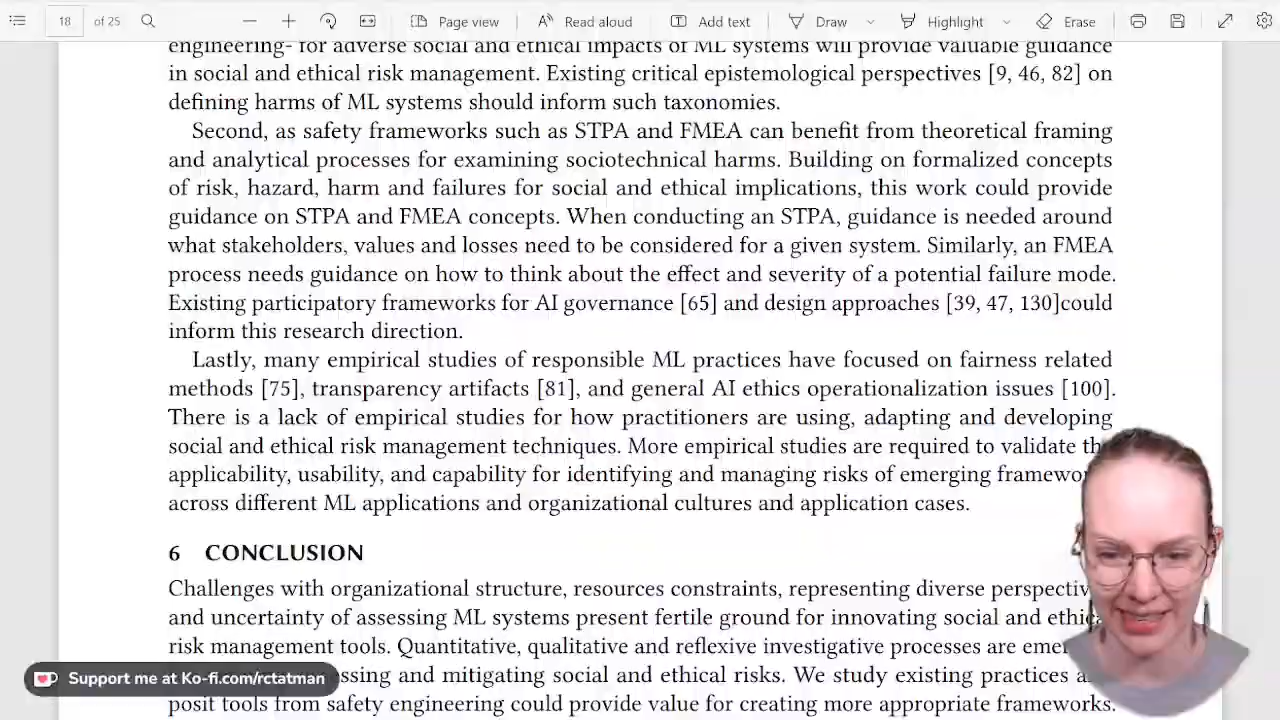 18 of 25 Page view Read aloud Add text Draw Highlight Erase
engineering- for adverse social and ethical impacts of ML systems will provide valuable guidance
in social and ethical risk management. Existing critical epistemological perspectives [9, 46, 82] on
defining harms of ML systems should inform such taxonomies.
Second, as safety frameworks such as STPA and FMEA can benefit from theoretical framing
and analytical processes for examining sociotechnical harms. Building on formalized concepts
of risk, hazard, harm and failures for social and ethical implications, this work could provide
guidance on STPA and FMEA concepts. When conducting an STPA, guidance is needed around
what stakeholders, values and losses need to be considered for a given system. Similarly, an FMEA
process needs guidance on how to think about the effect and severity of a potential failure mode.
Existing participatory frameworks for AI governance [65] and design approaches [39, 47, 130]could
inform this research direction.
Lastly, many empirical studies of responsible ML practices have focused on fairness related
methods [75], transparency artifacts [81], and general AI ethics operationalization issues [100].
There is a lack of empirical studies for how practitioners are using, adapting and developing
social and ethical risk management techniques. More empirical studies are required to validate th
applicability, usability, and capability for identifying and managing risks of emerging framewor
across different ML applications and organizational cultures and application cases.
6 CONCLUSION
Challenges with organizational structure, resources constraints, representing diverse perspectiv
and uncertainty of assessing ML systems present fertile ground for innovating social and ethica
risk management tools. Quantitative, qualitative and reflexive investigative processes are eme
ssing and mitigating social and ethical risks. We study existing practices a
posit tools from safety engineering could provide value for creating more appropriate frameworks.
Support me at Ko-fi.com/rctatman